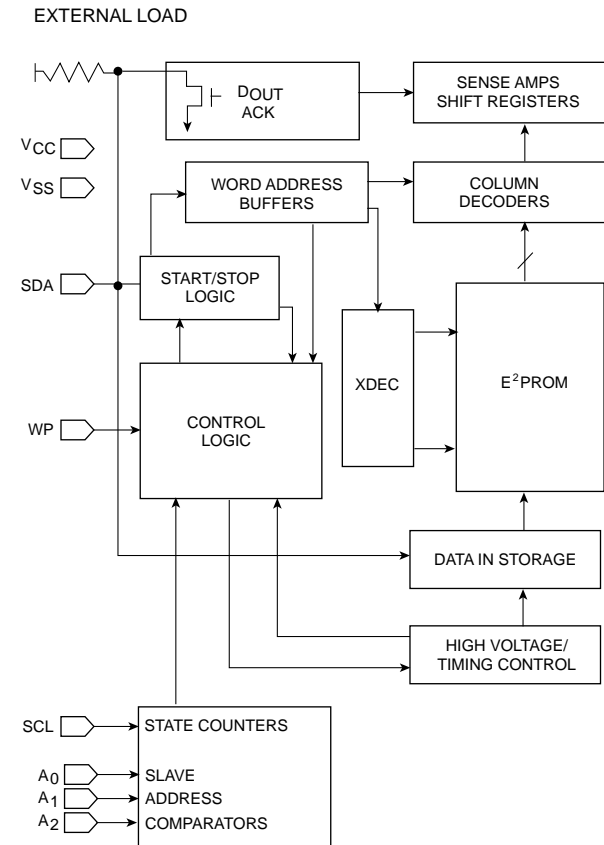 EXTERNAL LOAD
DOUT
ACK
SENSE AMPS
SHIFT REGISTERS
VCC
VSS
WORD ADDRESS
BUFFERS
COLUMN
DECODERS
SDA
START/STOP
LOGIC
XDEC
E²PROM
WP
CONTROL
LOGIC
DATA IN STORAGE
HIGH VOLTAGE/
TIMING CONTROL
SCL
STATE COUNTERS
A0
SLAVE
A1
ADDRESS
A2
COMPARATORS